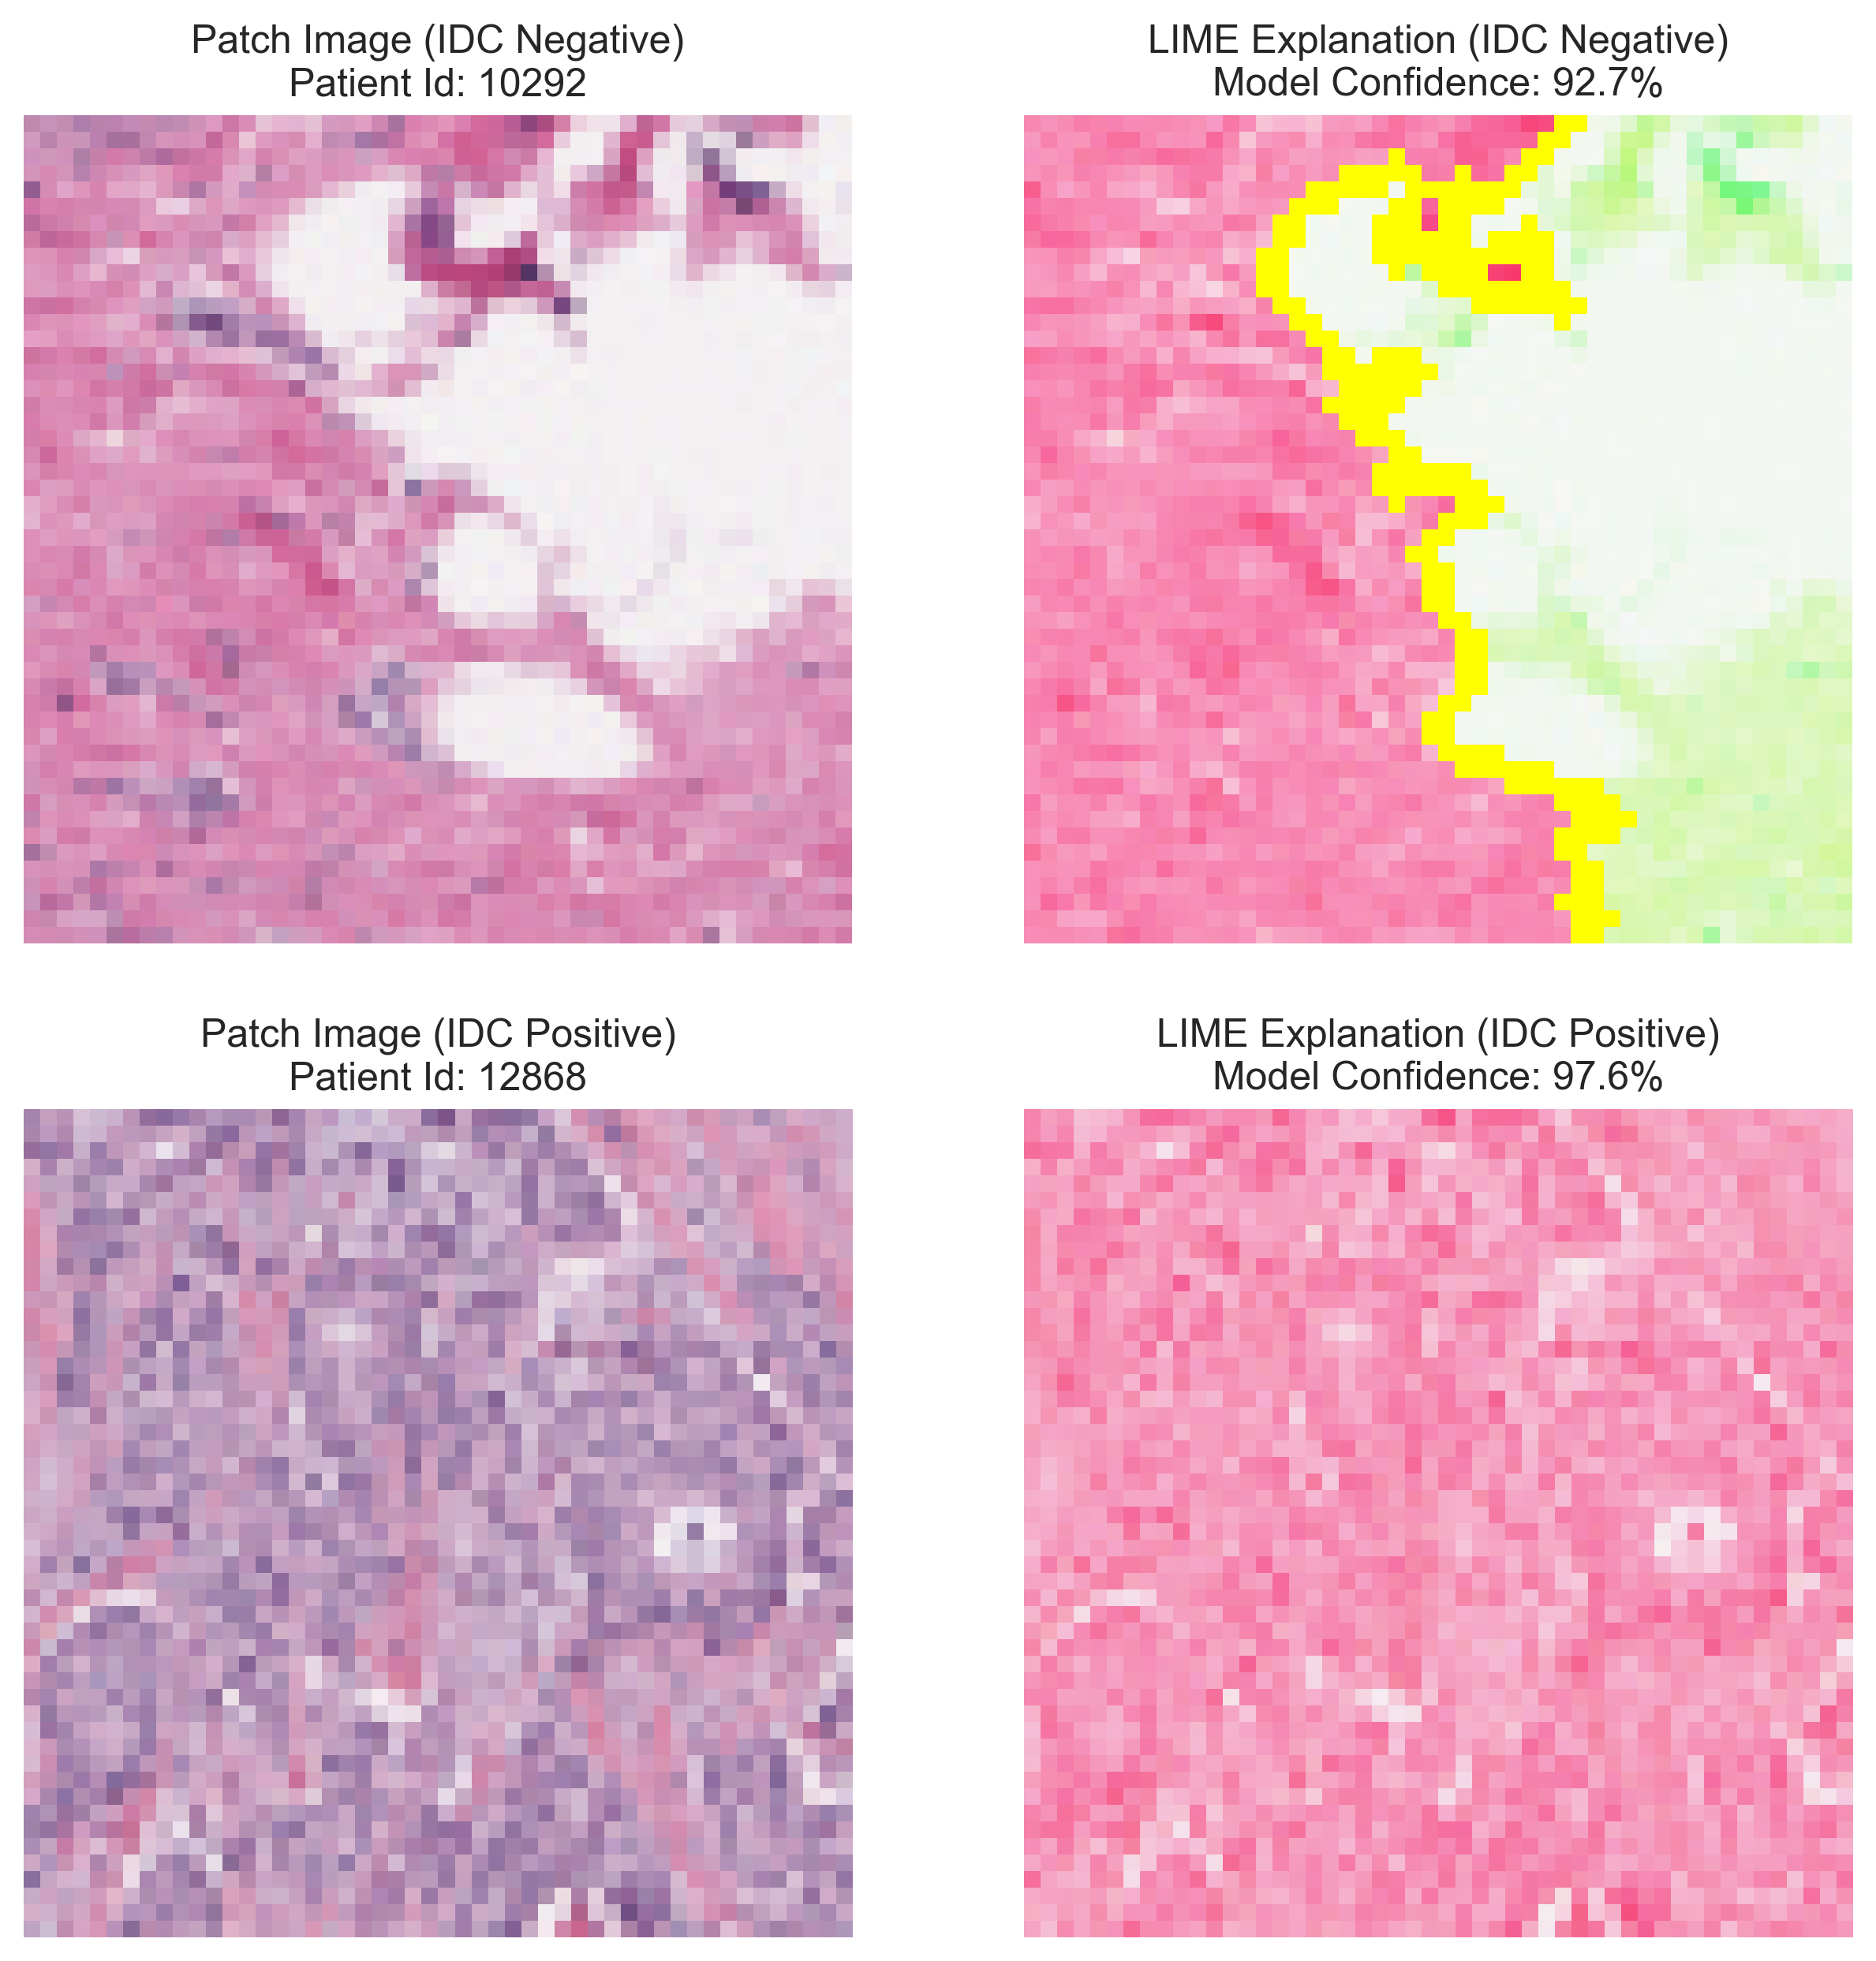 Patch Image (IDC Negative)
Patient Id: 10292
LIME Explanation (IDC Negative)
Model Confidence: 92.7%
Patch Image (IDC Positive)
Patient Id: 12868
LIME Explanation (IDC Positive)
Model Confidence: 97.6%